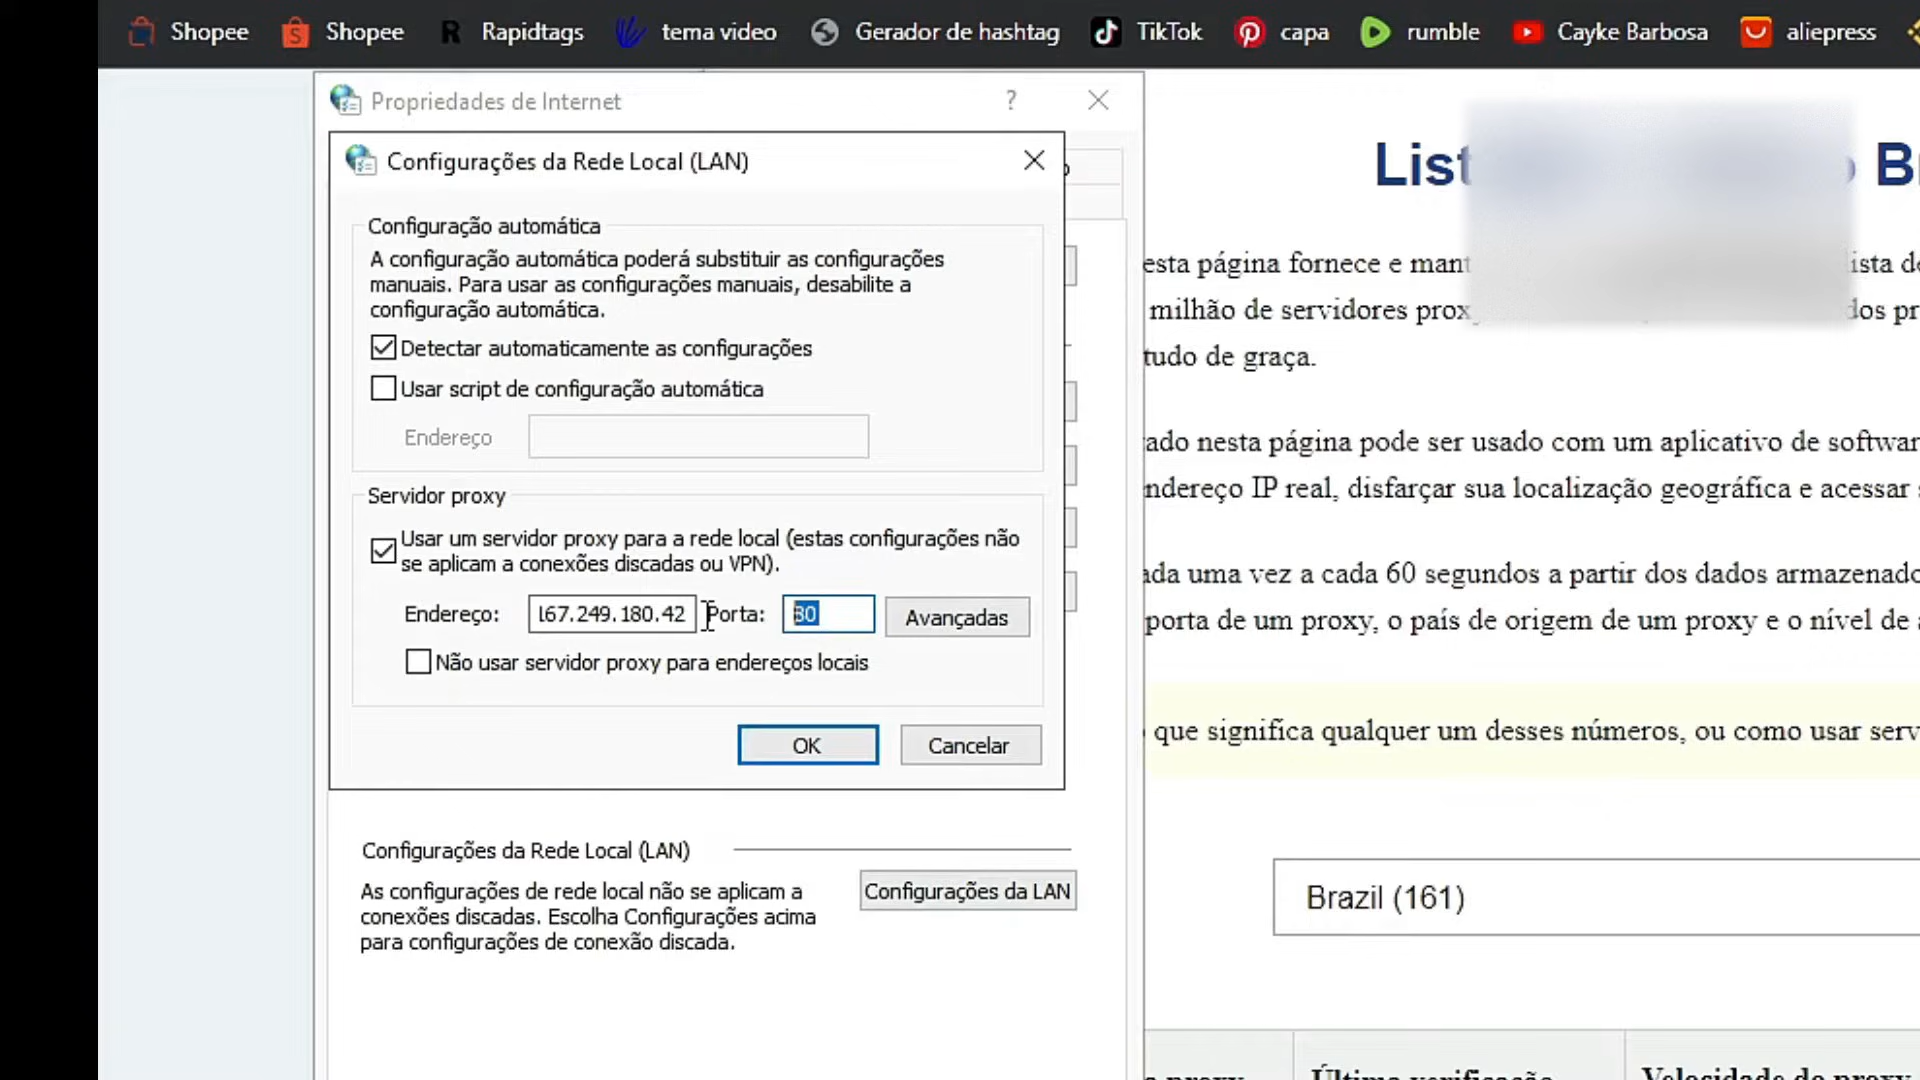 Shopee Shopee Rapidtags tema video Gerador de hashtag TikTok capa rumble Cayke Barbosa aliepress
Propriedades de Internet ?
Configurações da Rede Local (LAN)
Configuração automática
A configuração automática poderá substituir as configurações
manuais. Para usar as configurações manuais, desabilite a
configuração automática.
Detectar automaticamente as configurações
Usar script de configuração automática
Endereço
Servidor proxy
Usar um servidor proxy para a rede local (estas configurações não
se aplicam a conexões discadas ou VPN).
Endereço: 167.249.180.42 Porta: 80 Avançadas
Não usar servidor proxy para endereços locais
OK Cancelar
Configurações da Rede Local (LAN)
As configurações de rede local não se aplicam a
conexões discadas. Escolha Configurações acima
para configurações de conexão discada.
Configurações da LAN
List
esta página fornece e mant
milhão de servidores proxy
tudo de graça.
ado nesta página pode ser usado com um aplicativo de softwar
ndereço IP real, disfarçar sua localização geográfica e acessar
ada uma vez a cada 60 segundos a partir dos dados armazenado
porta de um proxy, o país de origem de um proxy e o nível de
que significa qualquer um desses números, ou como usar serv
Brazil (161)
proxy Última verificação Velocidade do proxy